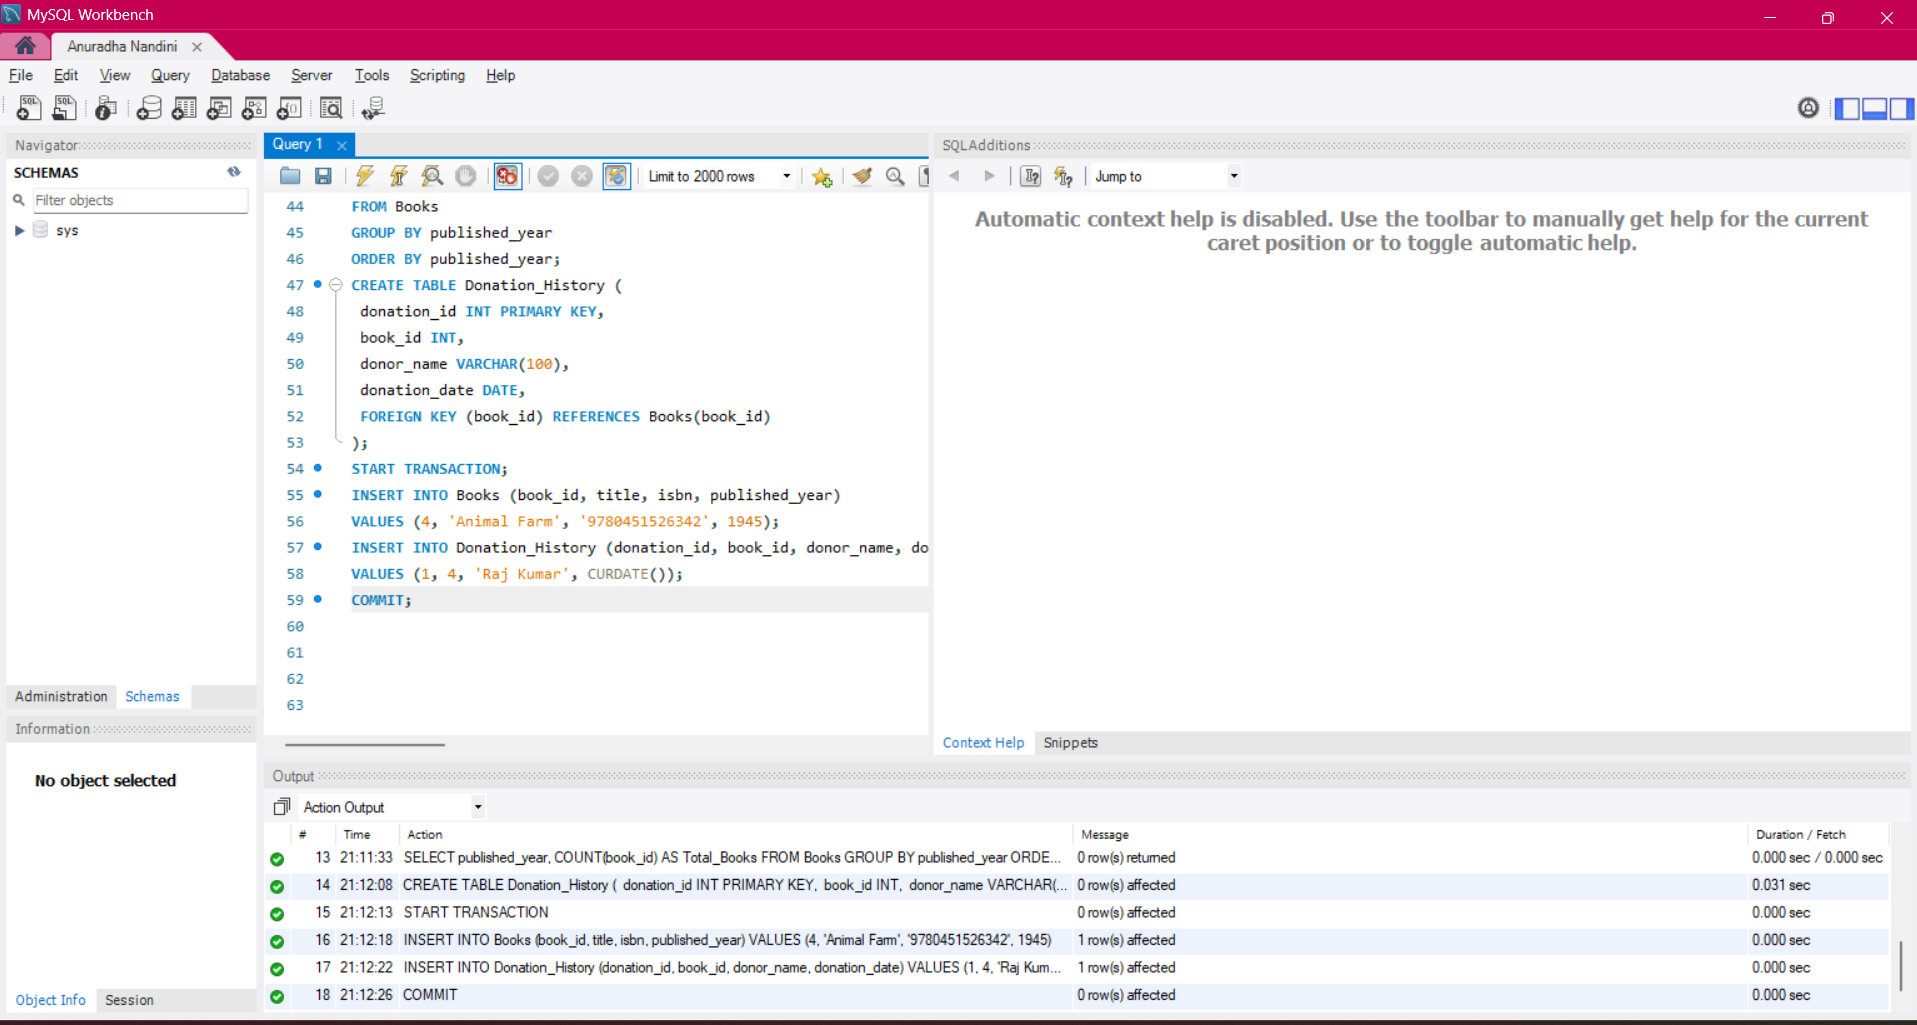 MySQL Workbench
Anuradha Nandini
File Edit View Query Database Server Tools Scripting Help
Navigator
SCHEMAS
Filter objects
sys
Administration Schemas
Information
No object selected
Object Info Session
Query 1
Limit to 2000 rows
44 FROM Books
45 GROUP BY published_year
46 ORDER BY published_year;
47 CREATE TABLE Donation_History (
48 donation_id INT PRIMARY KEY,
49 book_id INT,
50 donor_name VARCHAR(100),
51 donation_date DATE,
52 FOREIGN KEY (book_id) REFERENCES Books(book_id)
53 );
54 START TRANSACTION;
55 INSERT INTO Books (book_id, title, isbn, published_year)
56 VALUES (4, 'Animal Farm', '9780451526342', 1945);
57 INSERT INTO Donation_History (donation_id, book_id, donor_name, do
58 VALUES (1, 4, 'Raj Kumar', CURDATE());
59 COMMIT;
60
61
62
63
SQLAdditions
Jump to
Automatic context help is disabled. Use the toolbar to manually get help for the current
caret position or to toggle automatic help.
Context Help Snippets
Output
Action Output
# Time Action Message Duration / Fetch
13 21:11:33 SELECT published_year, COUNT(book_id) AS Total_Books FROM Books GROUP BY published_year ORDE... 0 row(s) returned 0.000 sec / 0.000 sec
14 21:12:08 CREATE TABLE Donation_History ( donation_id INT PRIMARY KEY, book_id INT, donor_name VARCHAR(... 0 row(s) affected 0.031 sec
15 21:12:13 START TRANSACTION 0 row(s) affected 0.000 sec
16 21:12:18 INSERT INTO Books (book_id, title, isbn, published_year) VALUES (4, 'Animal Farm', '9780451526342', 1945) 1 row(s) affected 0.000 sec
17 21:12:22 INSERT INTO Donation_History (donation_id, book_id, donor_name, donation_date) VALUES (1, 4, 'Raj Kum... 1 row(s) affected 0.000 sec
18 21:12:26 COMMIT 0 row(s) affected 0.000 sec